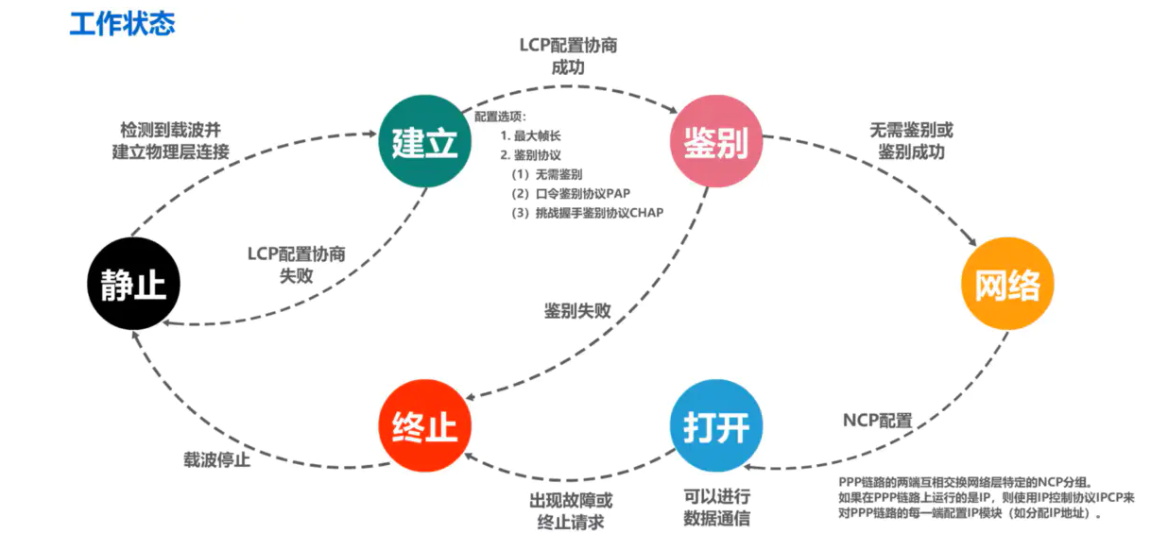 工作状态
LCP配置协商
成功
检测到载波并
建立物理层连接
建立
配置选项：
1. 最大帧长
2. 鉴别协议
（1）无需鉴别
（2）口令鉴别协议PAP
（3）挑战握手鉴别协议CHAP
鉴别
无需鉴别或
鉴别成功
LCP配置协商
失败
静止
鉴别失败
网络
终止
打开
NCP配置
载波停止
出现故障或
终止请求
可以进行
数据通信
PPP链路的两端互相交换网络层特定的NCP分组。
如果在PPP链路上运行的是IP，则使用IP控制协议IPCP来
对PPP链路的每一端配置IP模块（如分配IP地址）。